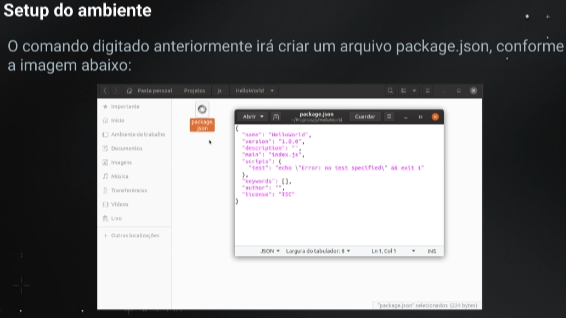 Setup do ambiente
O comando digitado anteriormente irá criar um arquivo package.json, conforme
a imagem abaixo:
Pasta pessoal Projetos js HelloWorld
Importante
Início
Ambiente de trabalho
Documentos
Imagens
Música
Transferências
Vídeos
Lixo
+ Outras localizações
package.
json
Abrir
package.json
Guardar
{
"name": "HelloWorld",
"version": "1.0.0",
"description": "",
"main": "index.js",
"scripts": {
"test": "echo \"Error: no test specified\" && exit 1"
},
"keywords": [],
"author": "",
"license": "ISC"
}
JSON Largura do tabulador: 8 Ln 1, Col 1 INS
"package.json" selecionados (224 bytes)